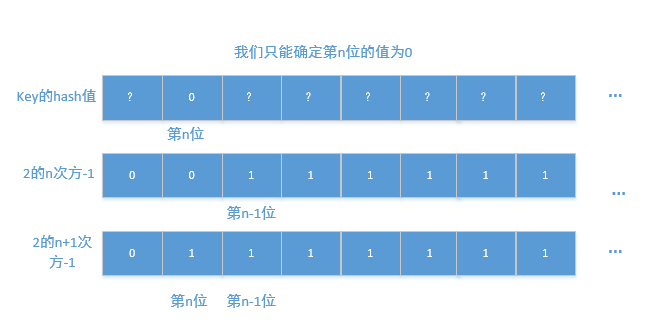 我们只能确定第n位的值为0
Key的hash值 ? 0 ? ? ? ? ? ? ...
第n位
2的n次方-1 0 0 1 1 1 1 1 1 ...
第n-1位
2的n+1次
方-1 0 1 1 1 1 1 1 1 ...
第n位 第n-1位